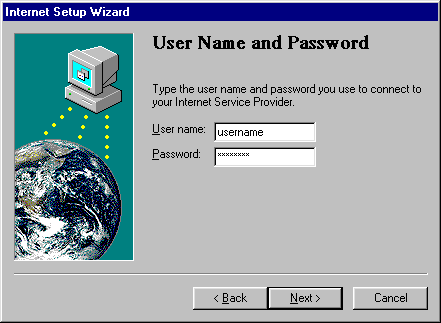 Internet Setup Wizard
User Name and Password
Type the user name and password you use to connect to
your Internet Service Provider.
User name: username
Password: xxxxxxxx
< Back Next > Cancel